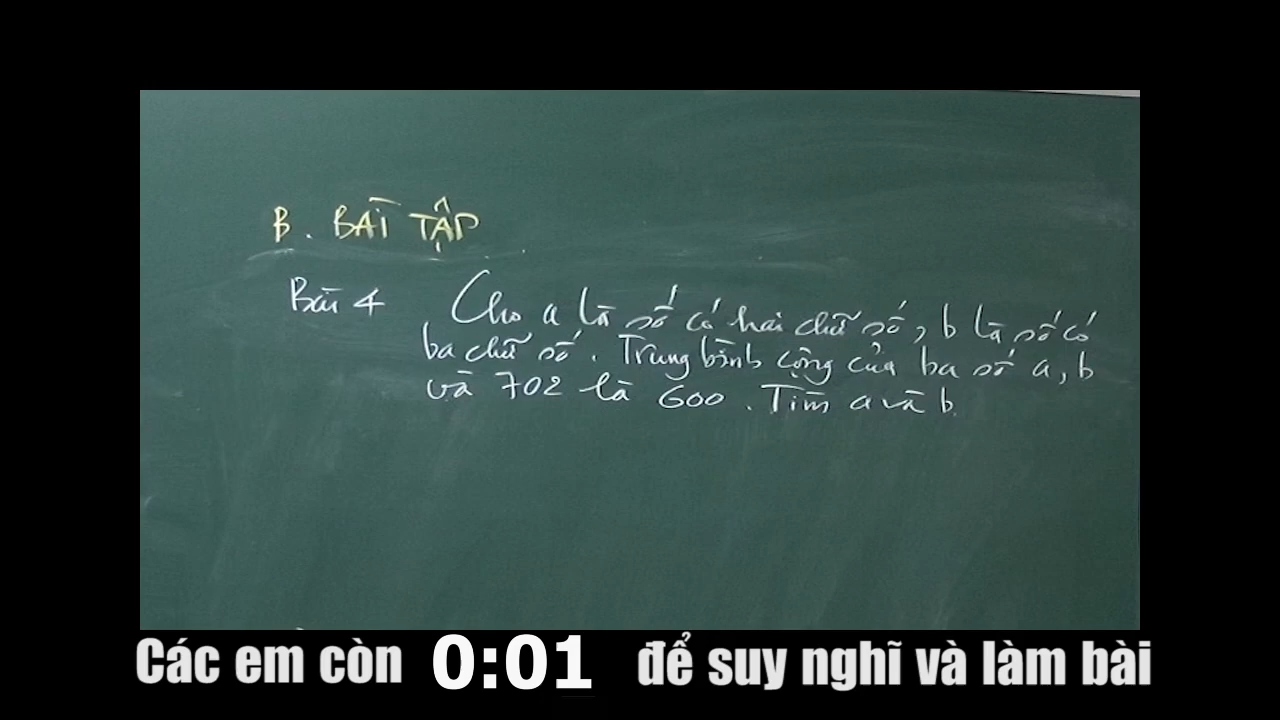 B. BÀI TẬP
Bài 4 Cho a là số có hai chữ số, b là số có
ba chữ số. Trung bình cộng của ba số a, b
và 702 là 600. Tìm a và b.
Các em còn 0:01 để suy nghĩ và làm bài